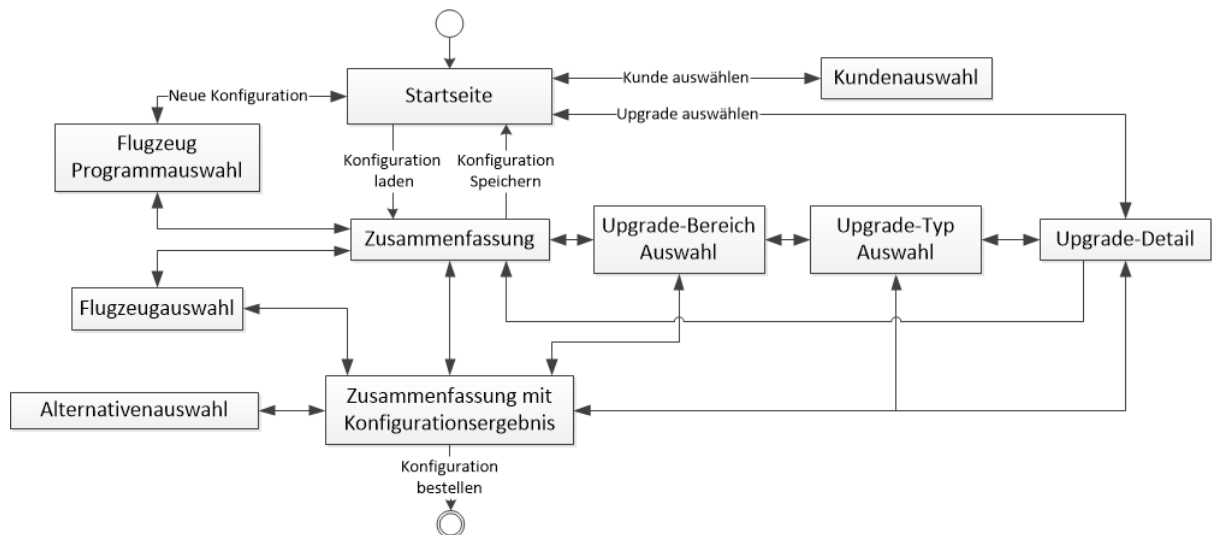 Kunde auswählen
Kundenauswahl
Startseite
Neue Konfiguration
Upgrade auswählen
Flugzeug
Programmauswahl
Konfiguration
laden
Konfiguration
Speichern
Zusammenfassung
Upgrade-Bereich
Auswahl
Upgrade-Typ
Auswahl
Upgrade-Detail
Flugzeugauswahl
Alternativenauswahl
Zusammenfassung mit
Konfigurationsergebnis
Konfiguration
bestellen